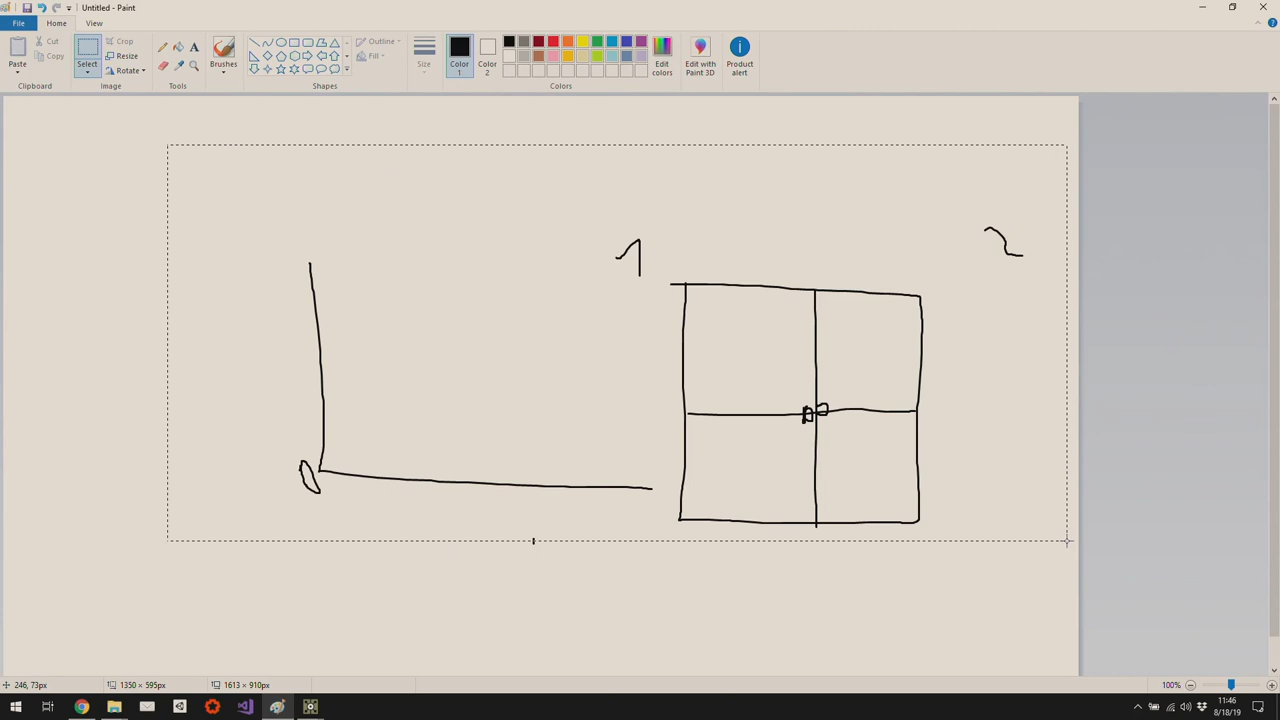 Untitled - Paint
File Home View
Paste
Cut
Copy
Clipboard
Select
Crop
Resize
Rotate
Image
A
Tools
Brushes
Shapes
Outline
Fill
Size
Color 1
Color 2
Colors
Edit colors
Edit with Paint 3D
Product alert
1
2
0
246, 73px 1350 × 595px 1613 × 910px 100%
11:46
8/18/19